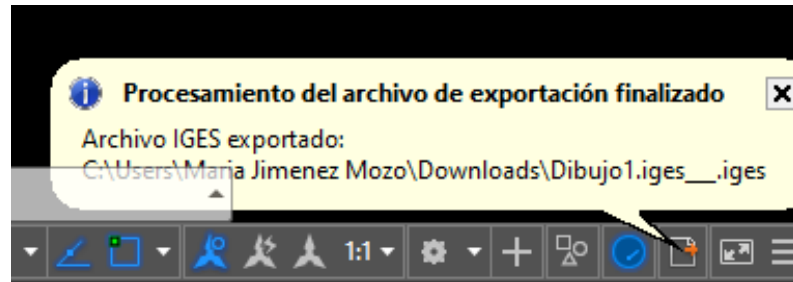 Procesamiento del archivo de exportación finalizado
Archivo IGES exportado:
C:\Users\Maria Jimenez Mozo\Downloads\Dibujo1.iges___.iges
1:1